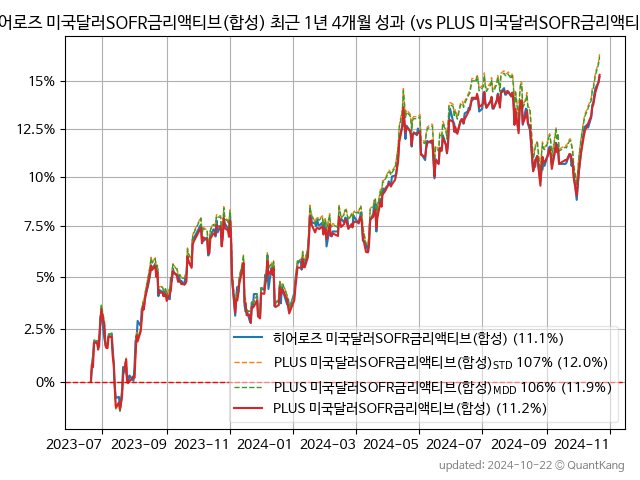 어로즈 미국달러SOFR금리액티브(합성) 최근 1년 4개월 성과 (vs PLUS 미국달러SOFR금리액티
15%
12.5%
10%
7.5%
5%
2.5%
0%
히어로즈 미국달러SOFR금리액티브(합성) (11.1%)
PLUS 미국달러SOFR금리액티브(합성)STD 107% (12.0%)
PLUS 미국달러SOFR금리액티브(합성)MDD 106% (11.9%)
PLUS 미국달러SOFR금리액티브(합성) (11.2%)
2023-07 2023-09 2023-11 2024-01 2024-03 2024-05 2024-07 2024-09 2024-11
updated: 2024-10-22 © QuantKang